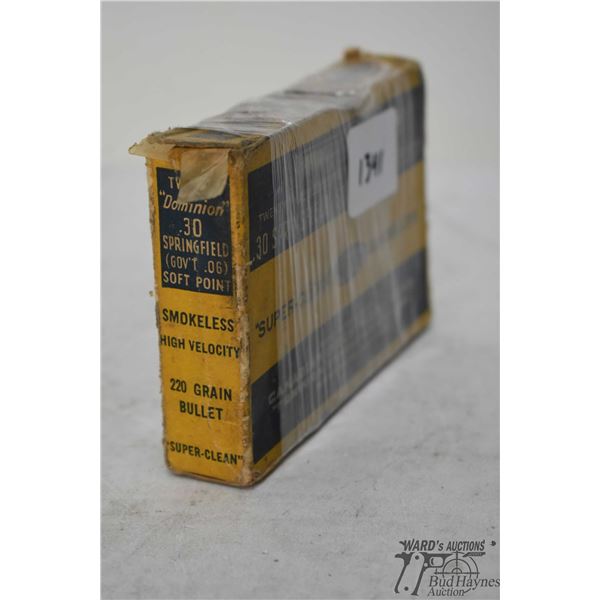 "Dominion"
.30
SPRINGFIELD
(GOV'T .06)
SOFT POINT
SMOKELESS
HIGH VELOCITY
220 GRAIN
BULLET
"SUPER-CLEAN"
.30
1341
WARD's AUCTIONS
Bud Haynes
Auction